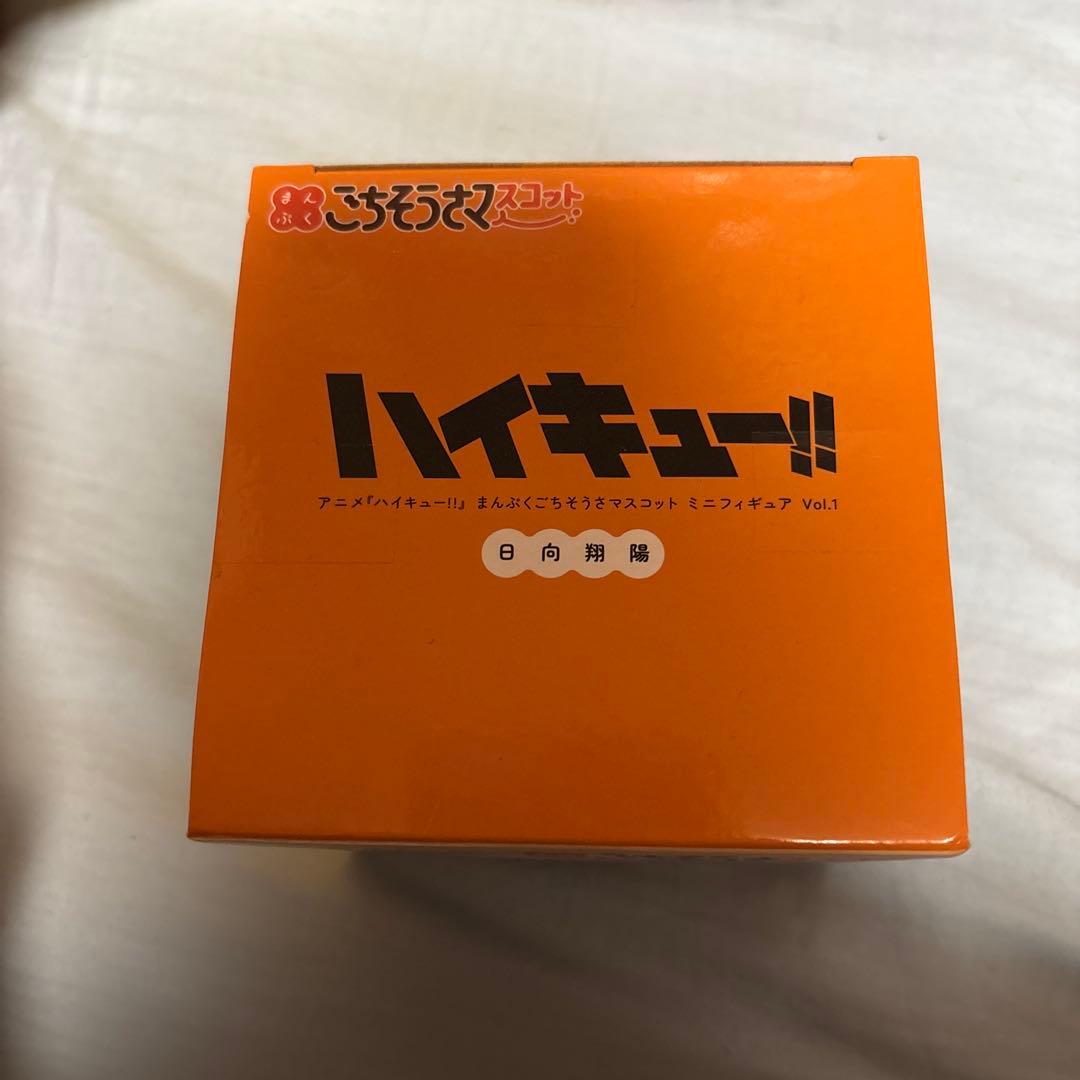 まんぷ ごちそうさマスコット
ハイキュー!!
アニメ『ハイキュー!!』 まんぷくごちそうさマスコット ミニフィギュア Vol.1
日向翔陽